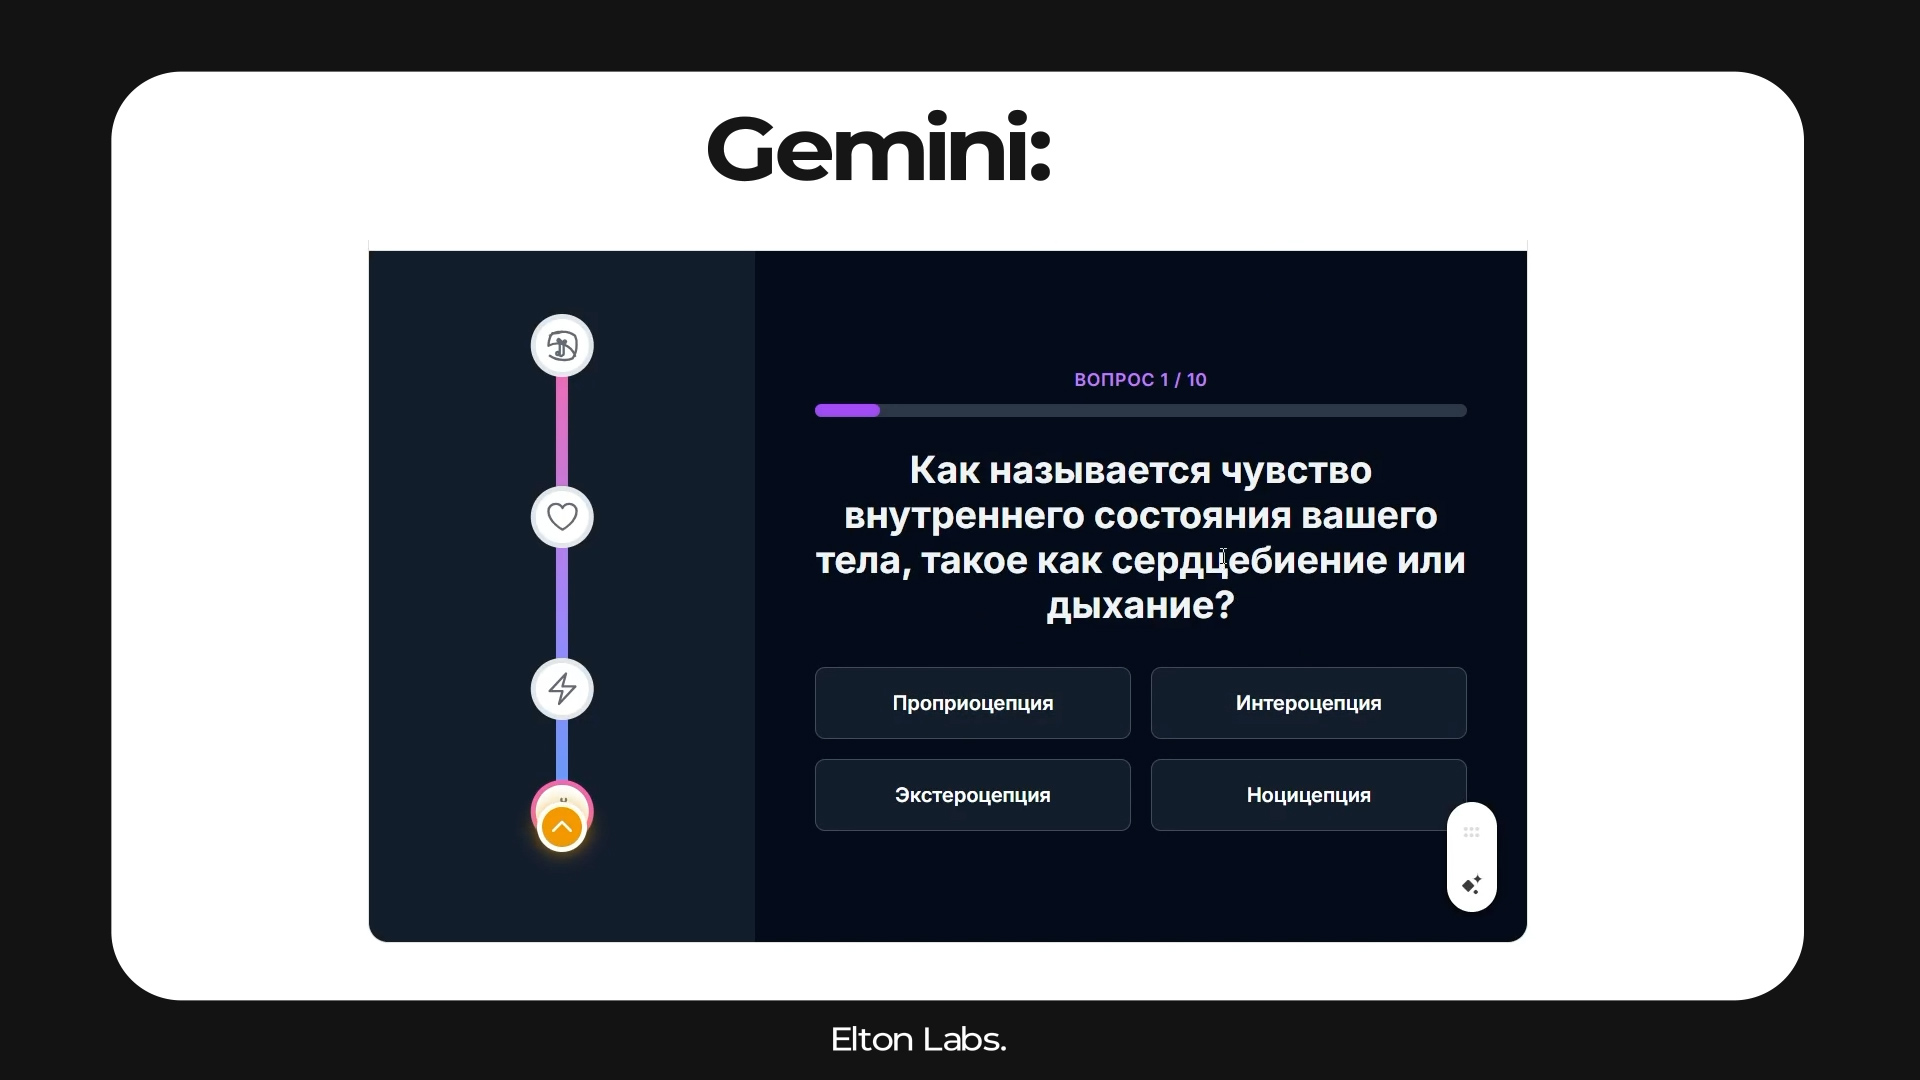 Gemini:
ВОПРОС 1 / 10
Как называется чувство
внутреннего состояния вашего
тела, такое как сердцебиение или
дыхание?
Проприоцепция
Интероцепция
Экстероцепция
Ноцицепция
Elton Labs.